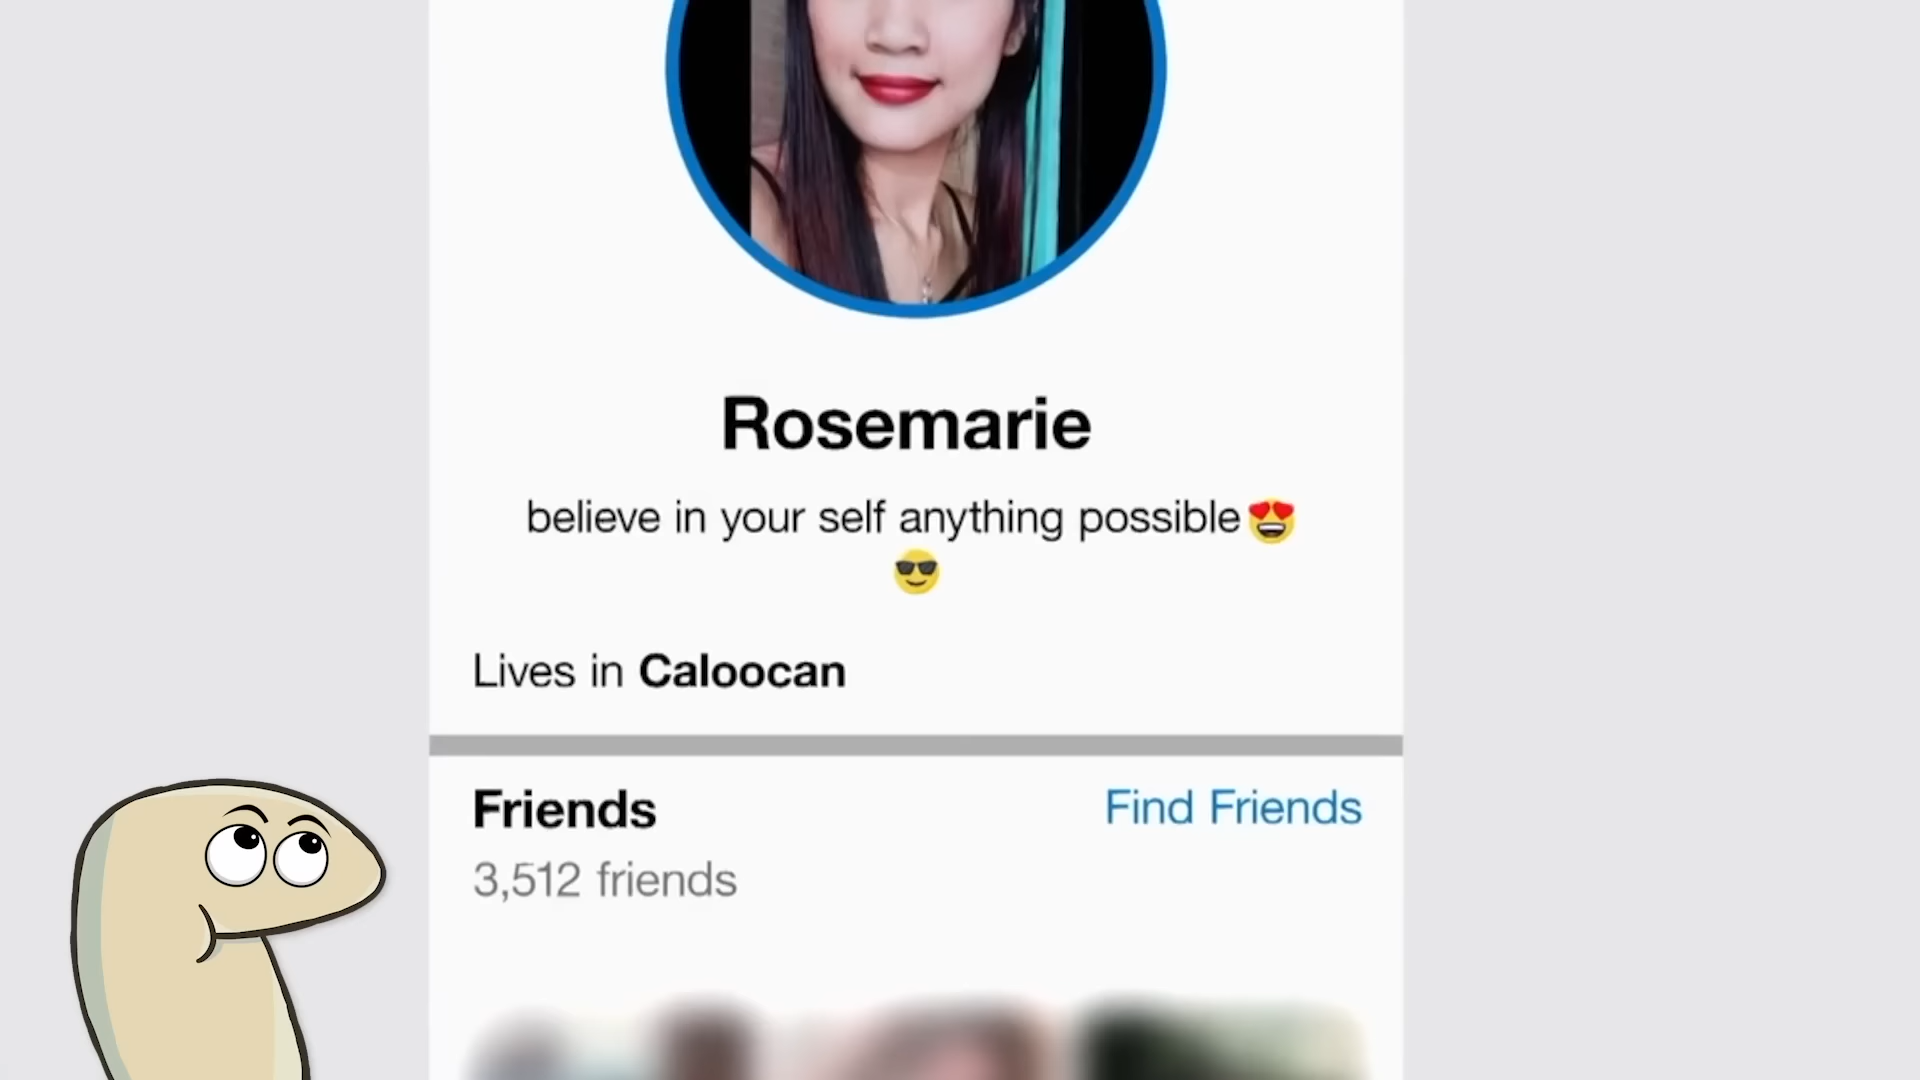 Rosemarie
believe in your self anything possible😍
😎
Lives in Caloocan
Friends
Find Friends
3,512 friends